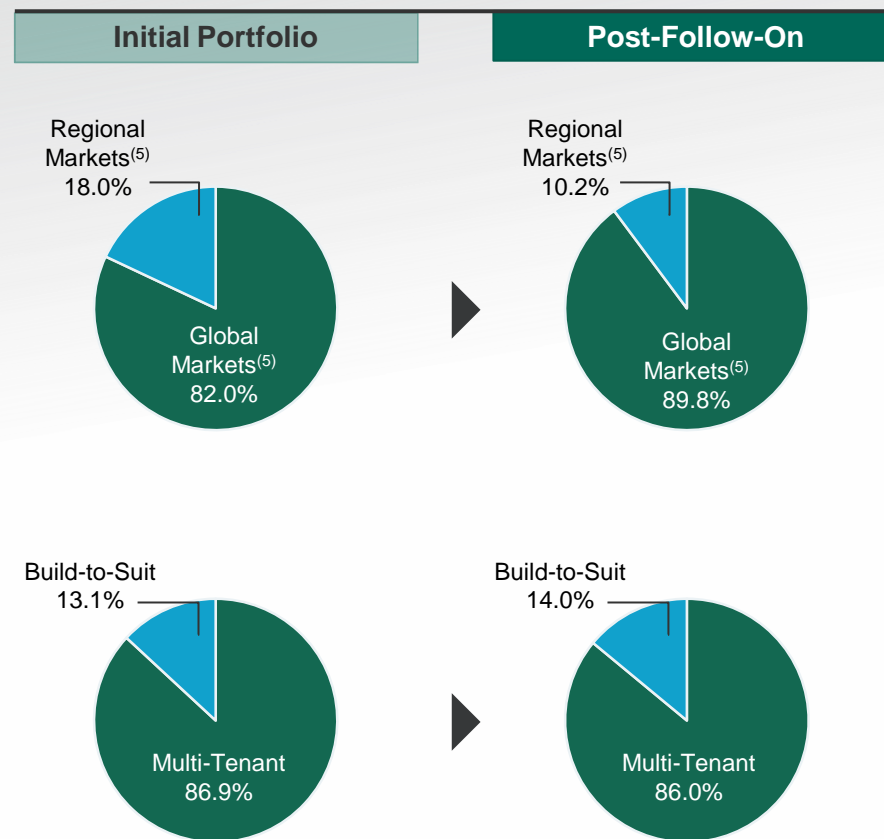 Initial Portfolio
Post-Follow-On
Regional
Markets(5)
18.0%
Global
Markets(5)
82.0%
Regional
Markets(5)
10.2%
Global
Markets(5)
89.8%
Build-to-Suit
13.1%
Multi-Tenant
86.9%
Build-to-Suit
14.0%
Multi-Tenant
86.0%